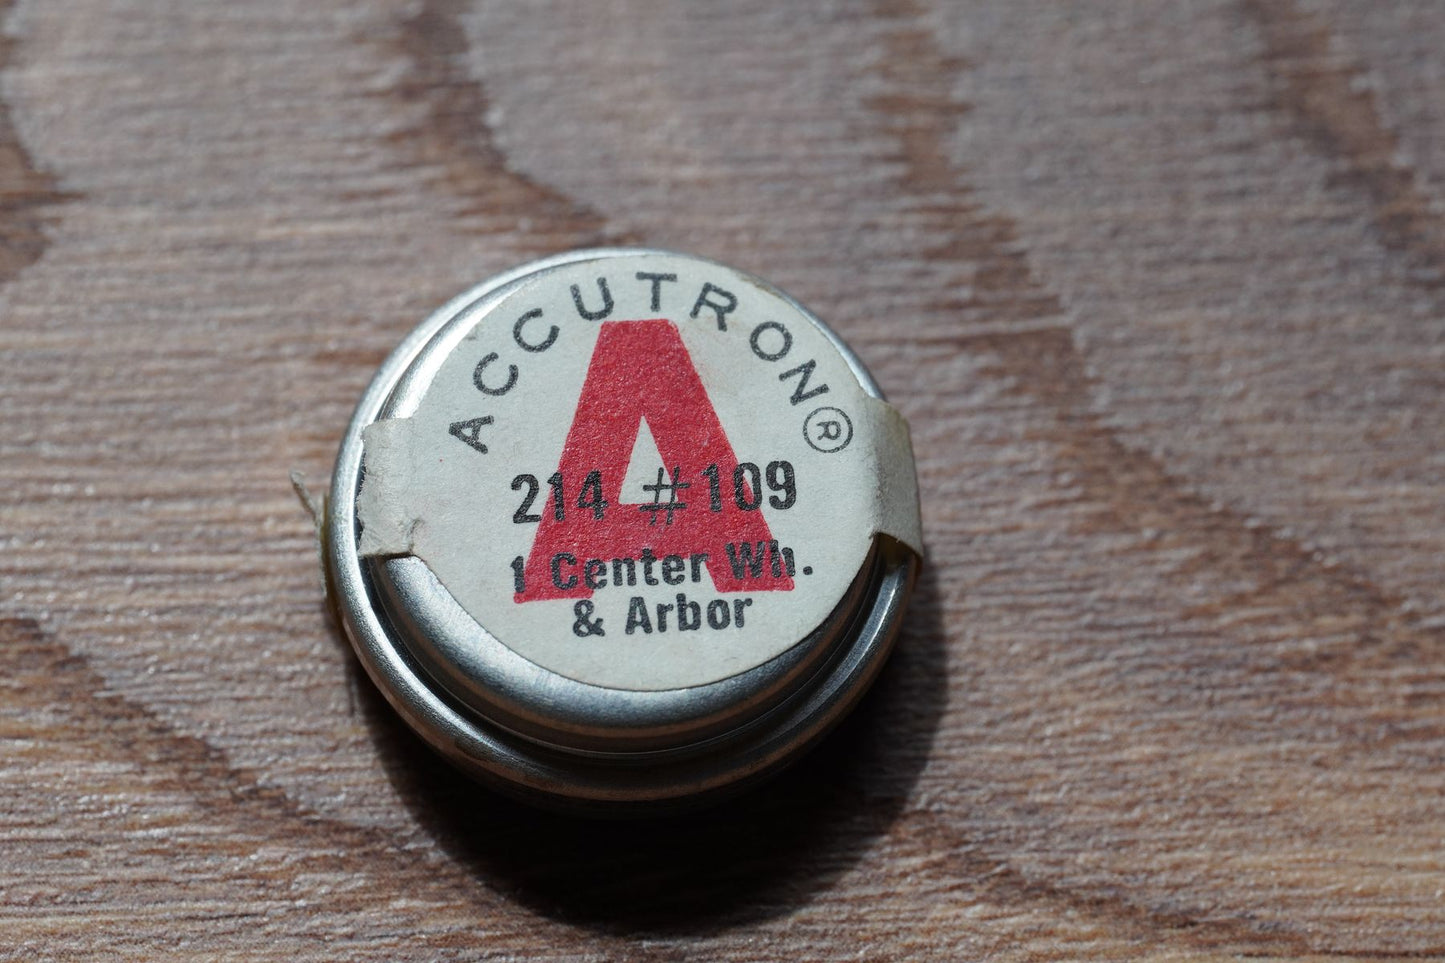 ACCUTRON®
A
214 #109
1 Center Wh.
& Arbor